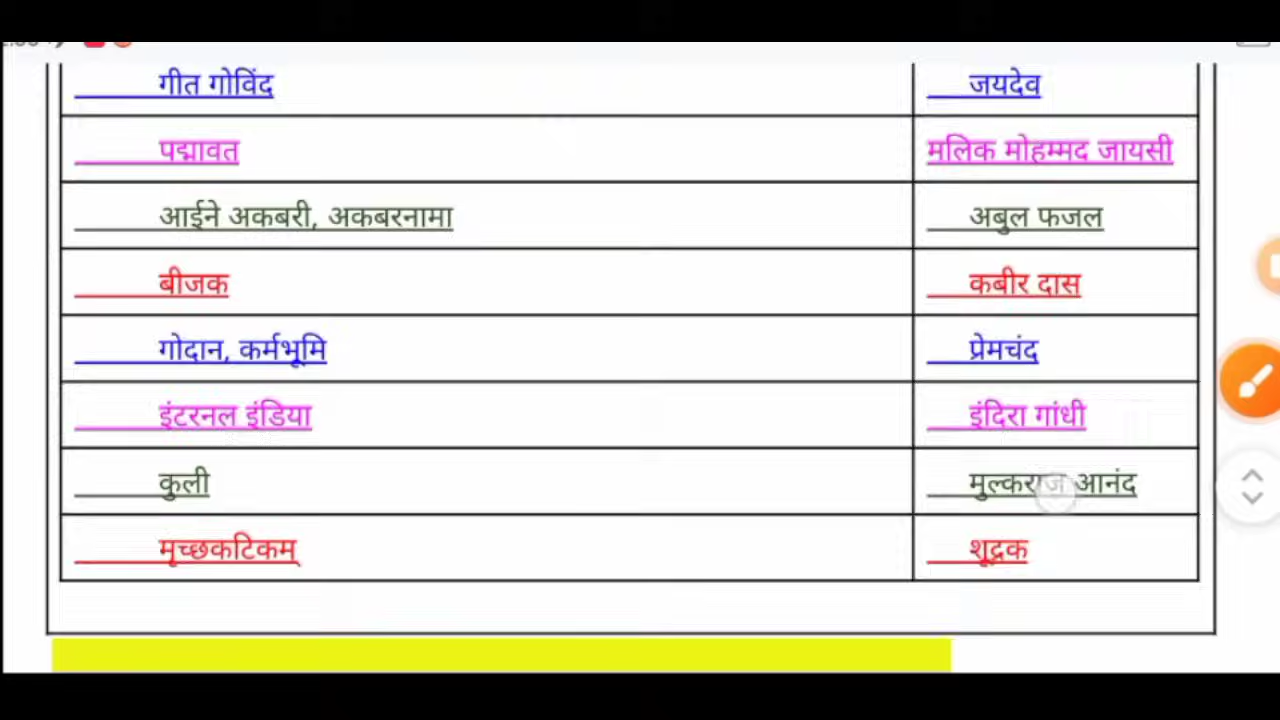 गीत गोविंद जयदेव
पद्मावत मलिक मोहम्मद जायसी
आईने अकबरी, अकबरनामा अबुल फजल
बीजक कबीर दास
गोदान, कर्मभूमि प्रेमचंद
इंटरनल इंडिया इंदिरा गांधी
कुली मुल्कराज आनंद
मृच्छकटिकम् शूद्रक